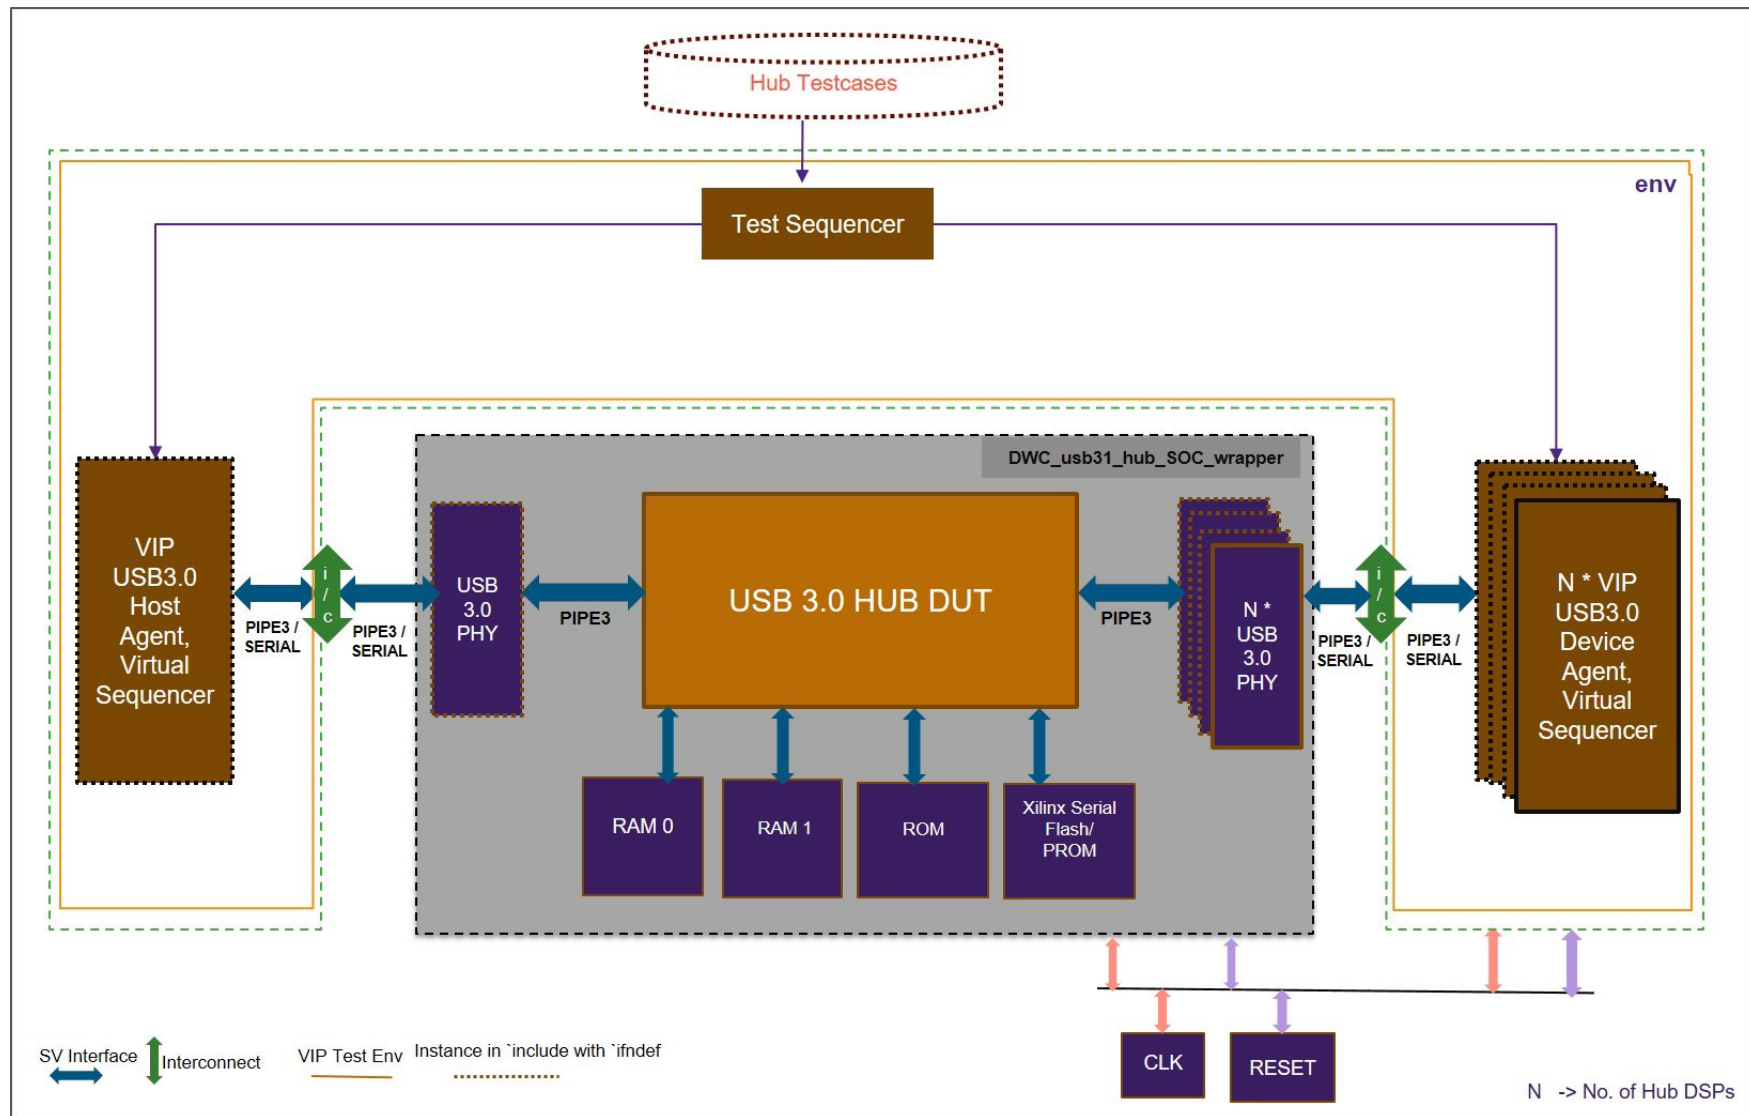 Hub Testcases
env
Test Sequencer
DWC_usb31_hub_SOC_wrapper
VIP
USB3.0
Host
Agent,
Virtual
Sequencer
PIPE3 /
SERIAL
i
/
c
PIPE3 /
SERIAL
USB
3.0
PHY
PIPE3
USB 3.0 HUB DUT
PIPE3
N *
USB
3.0
PHY
PIPE3 /
SERIAL
i
/
c
PIPE3 /
SERIAL
N * VIP
USB3.0
Device
Agent,
Virtual
Sequencer
RAM 0
RAM 1
ROM
Xilinx Serial
Flash/
PROM
SV Interface
Interconnect
VIP Test Env
Instance in `include with `ifndef
CLK
RESET
N -> No. of Hub DSPs